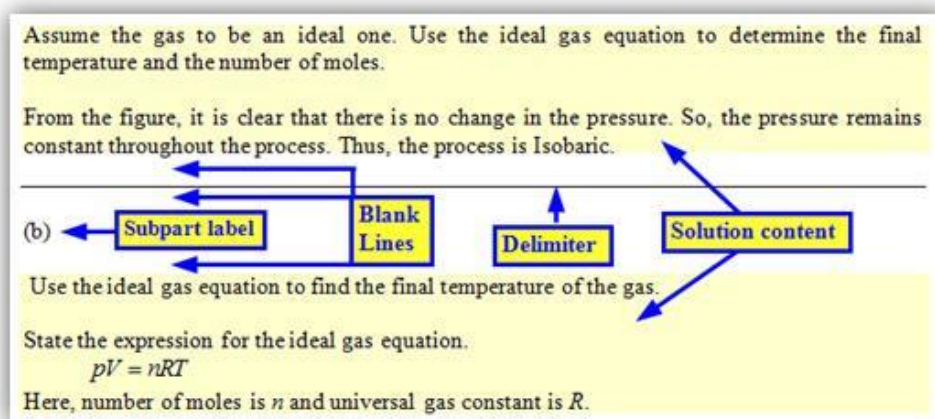 Assume the gas to be an ideal one. Use the ideal gas equation to determine the final
temperature and the number of moles.
From the figure, it is clear that there is no change in the pressure. So, the pressure remains
constant throughout the process. Thus, the process is Isobaric.
(b)
Subpart label
Blank
Lines
Delimiter
Solution content
Use the ideal gas equation to find the final temperature of the gas.
State the expression for the ideal gas equation.
pV = nRT
Here, number of moles is n and universal gas constant is R.